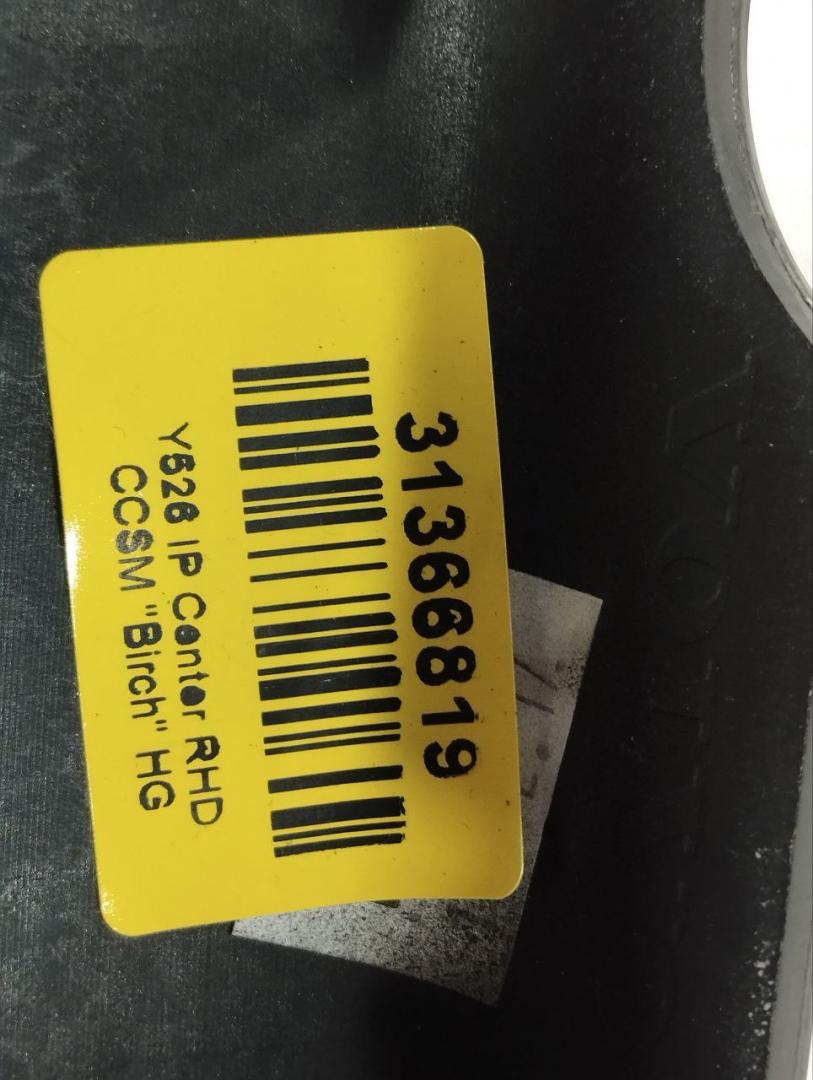 31366819
Y526 IP Center RHD
CCSM "Birch" HG